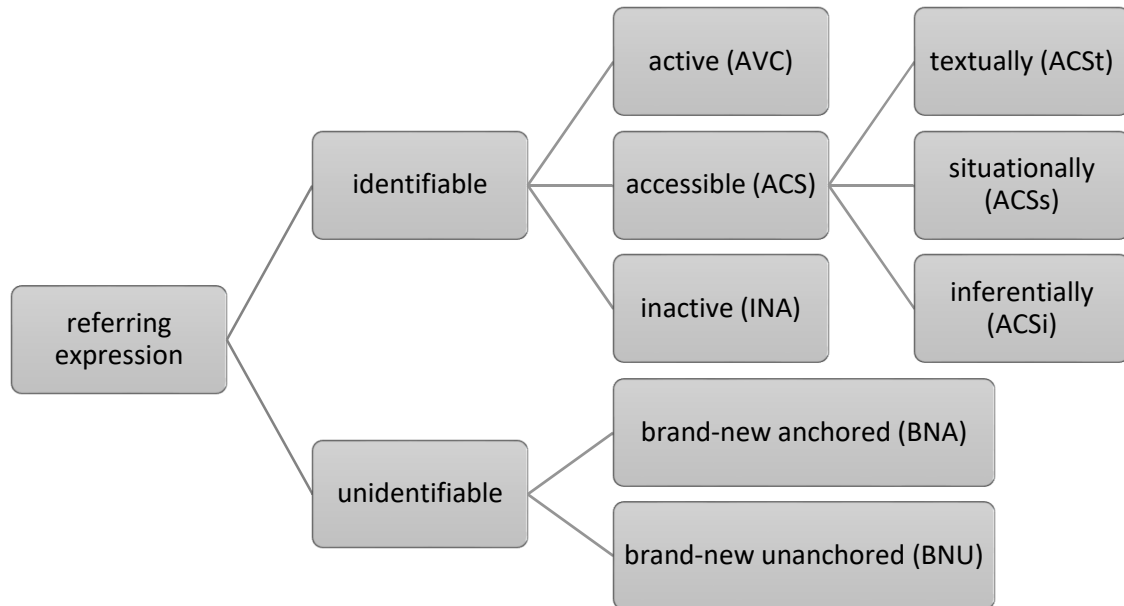 active (AVC)
textually (ACSt)
identifiable
accessible (ACS)
situationally
(ACSs)
inactive (INA)
inferentially
(ACSi)
referring
expression
brand-new anchored (BNA)
unidentifiable
brand-new unanchored (BNU)